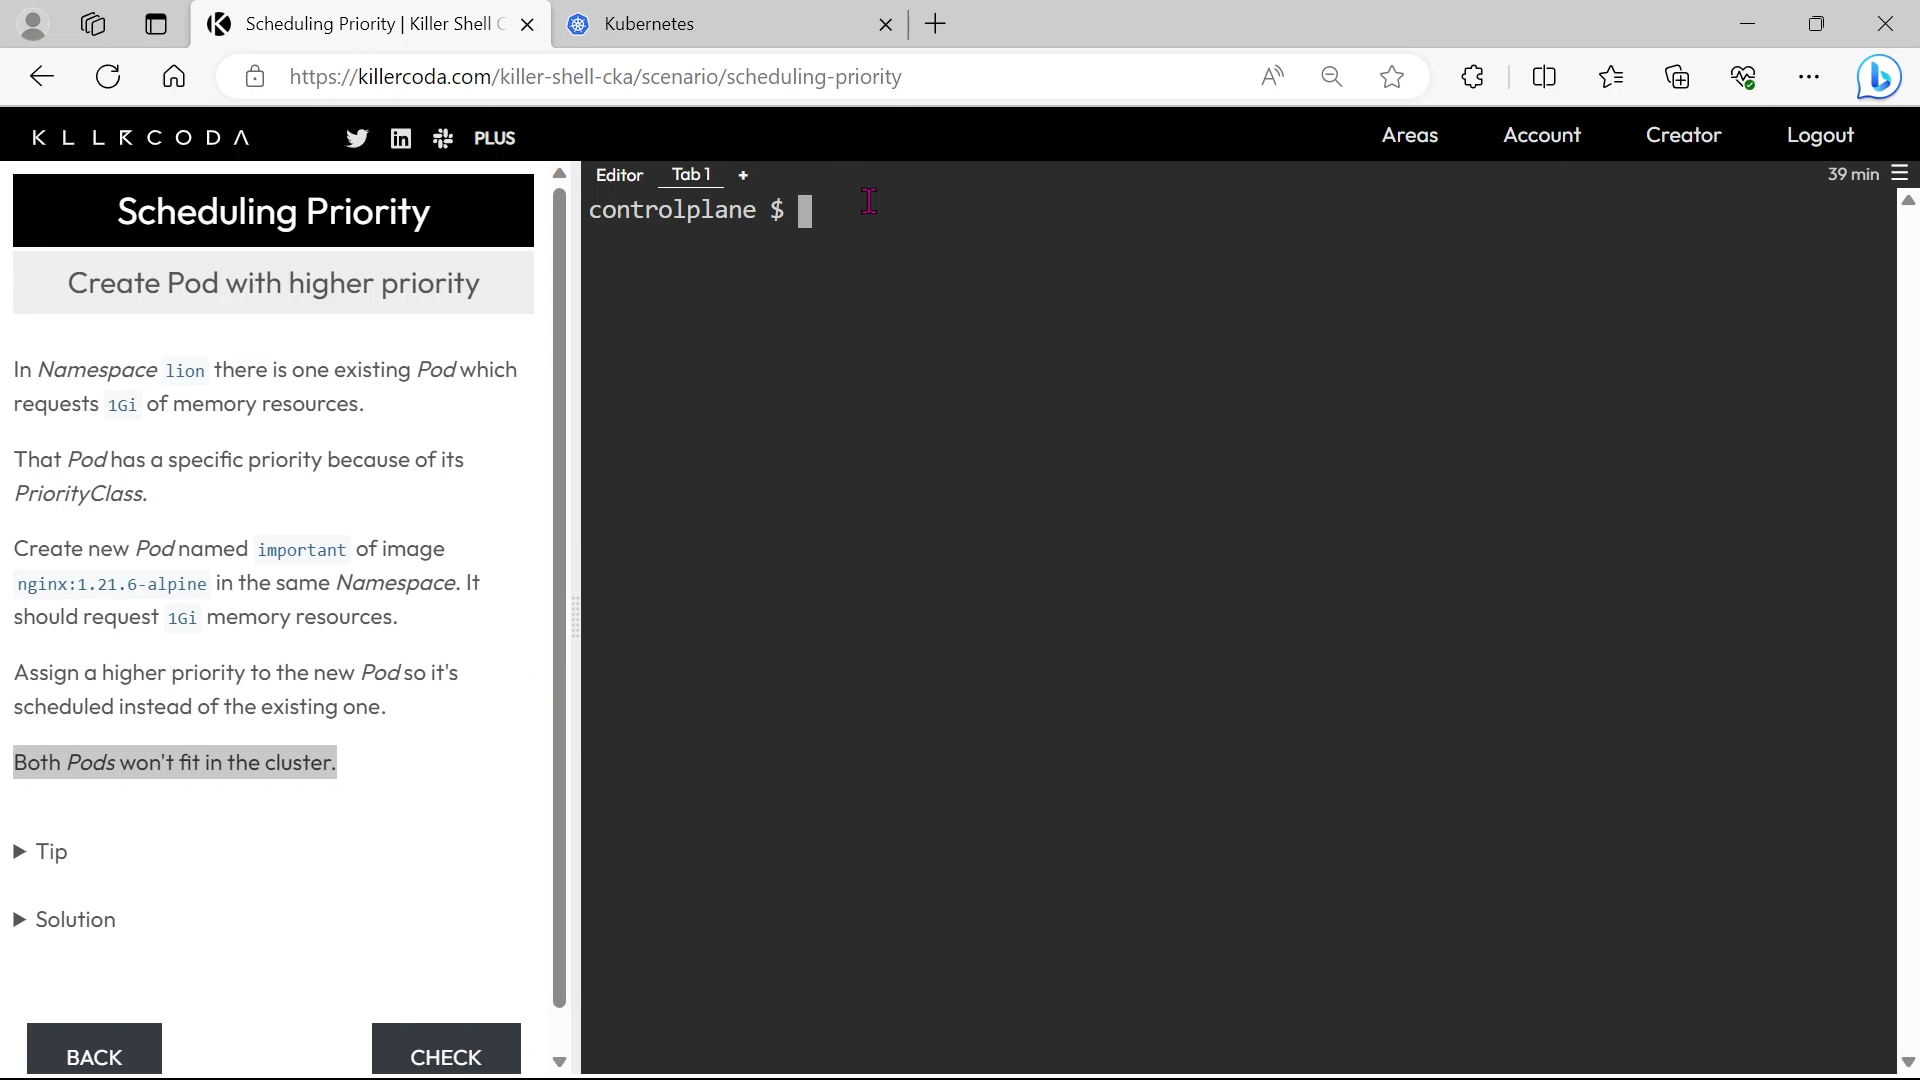 Scheduling Priority | Killer Shell C
Kubernetes
https://killercoda.com/killer-shell-cka/scenario/scheduling-priority
KLLRCODA
PLUS
Areas
Account
Creator
Logout
Scheduling Priority
Create Pod with higher priority
In Namespace lion there is one existing Pod which
requests 1Gi of memory resources.
That Pod has a specific priority because of its
PriorityClass.
Create new Pod named important of image
nginx:1.21.6-alpine in the same Namespace. It
should request 1Gi memory resources.
Assign a higher priority to the new Pod so it's
scheduled instead of the existing one.
Both Pods won't fit in the cluster.
Tip
Solution
BACK
CHECK
Editor
Tab 1
+
39 min
controlplane $